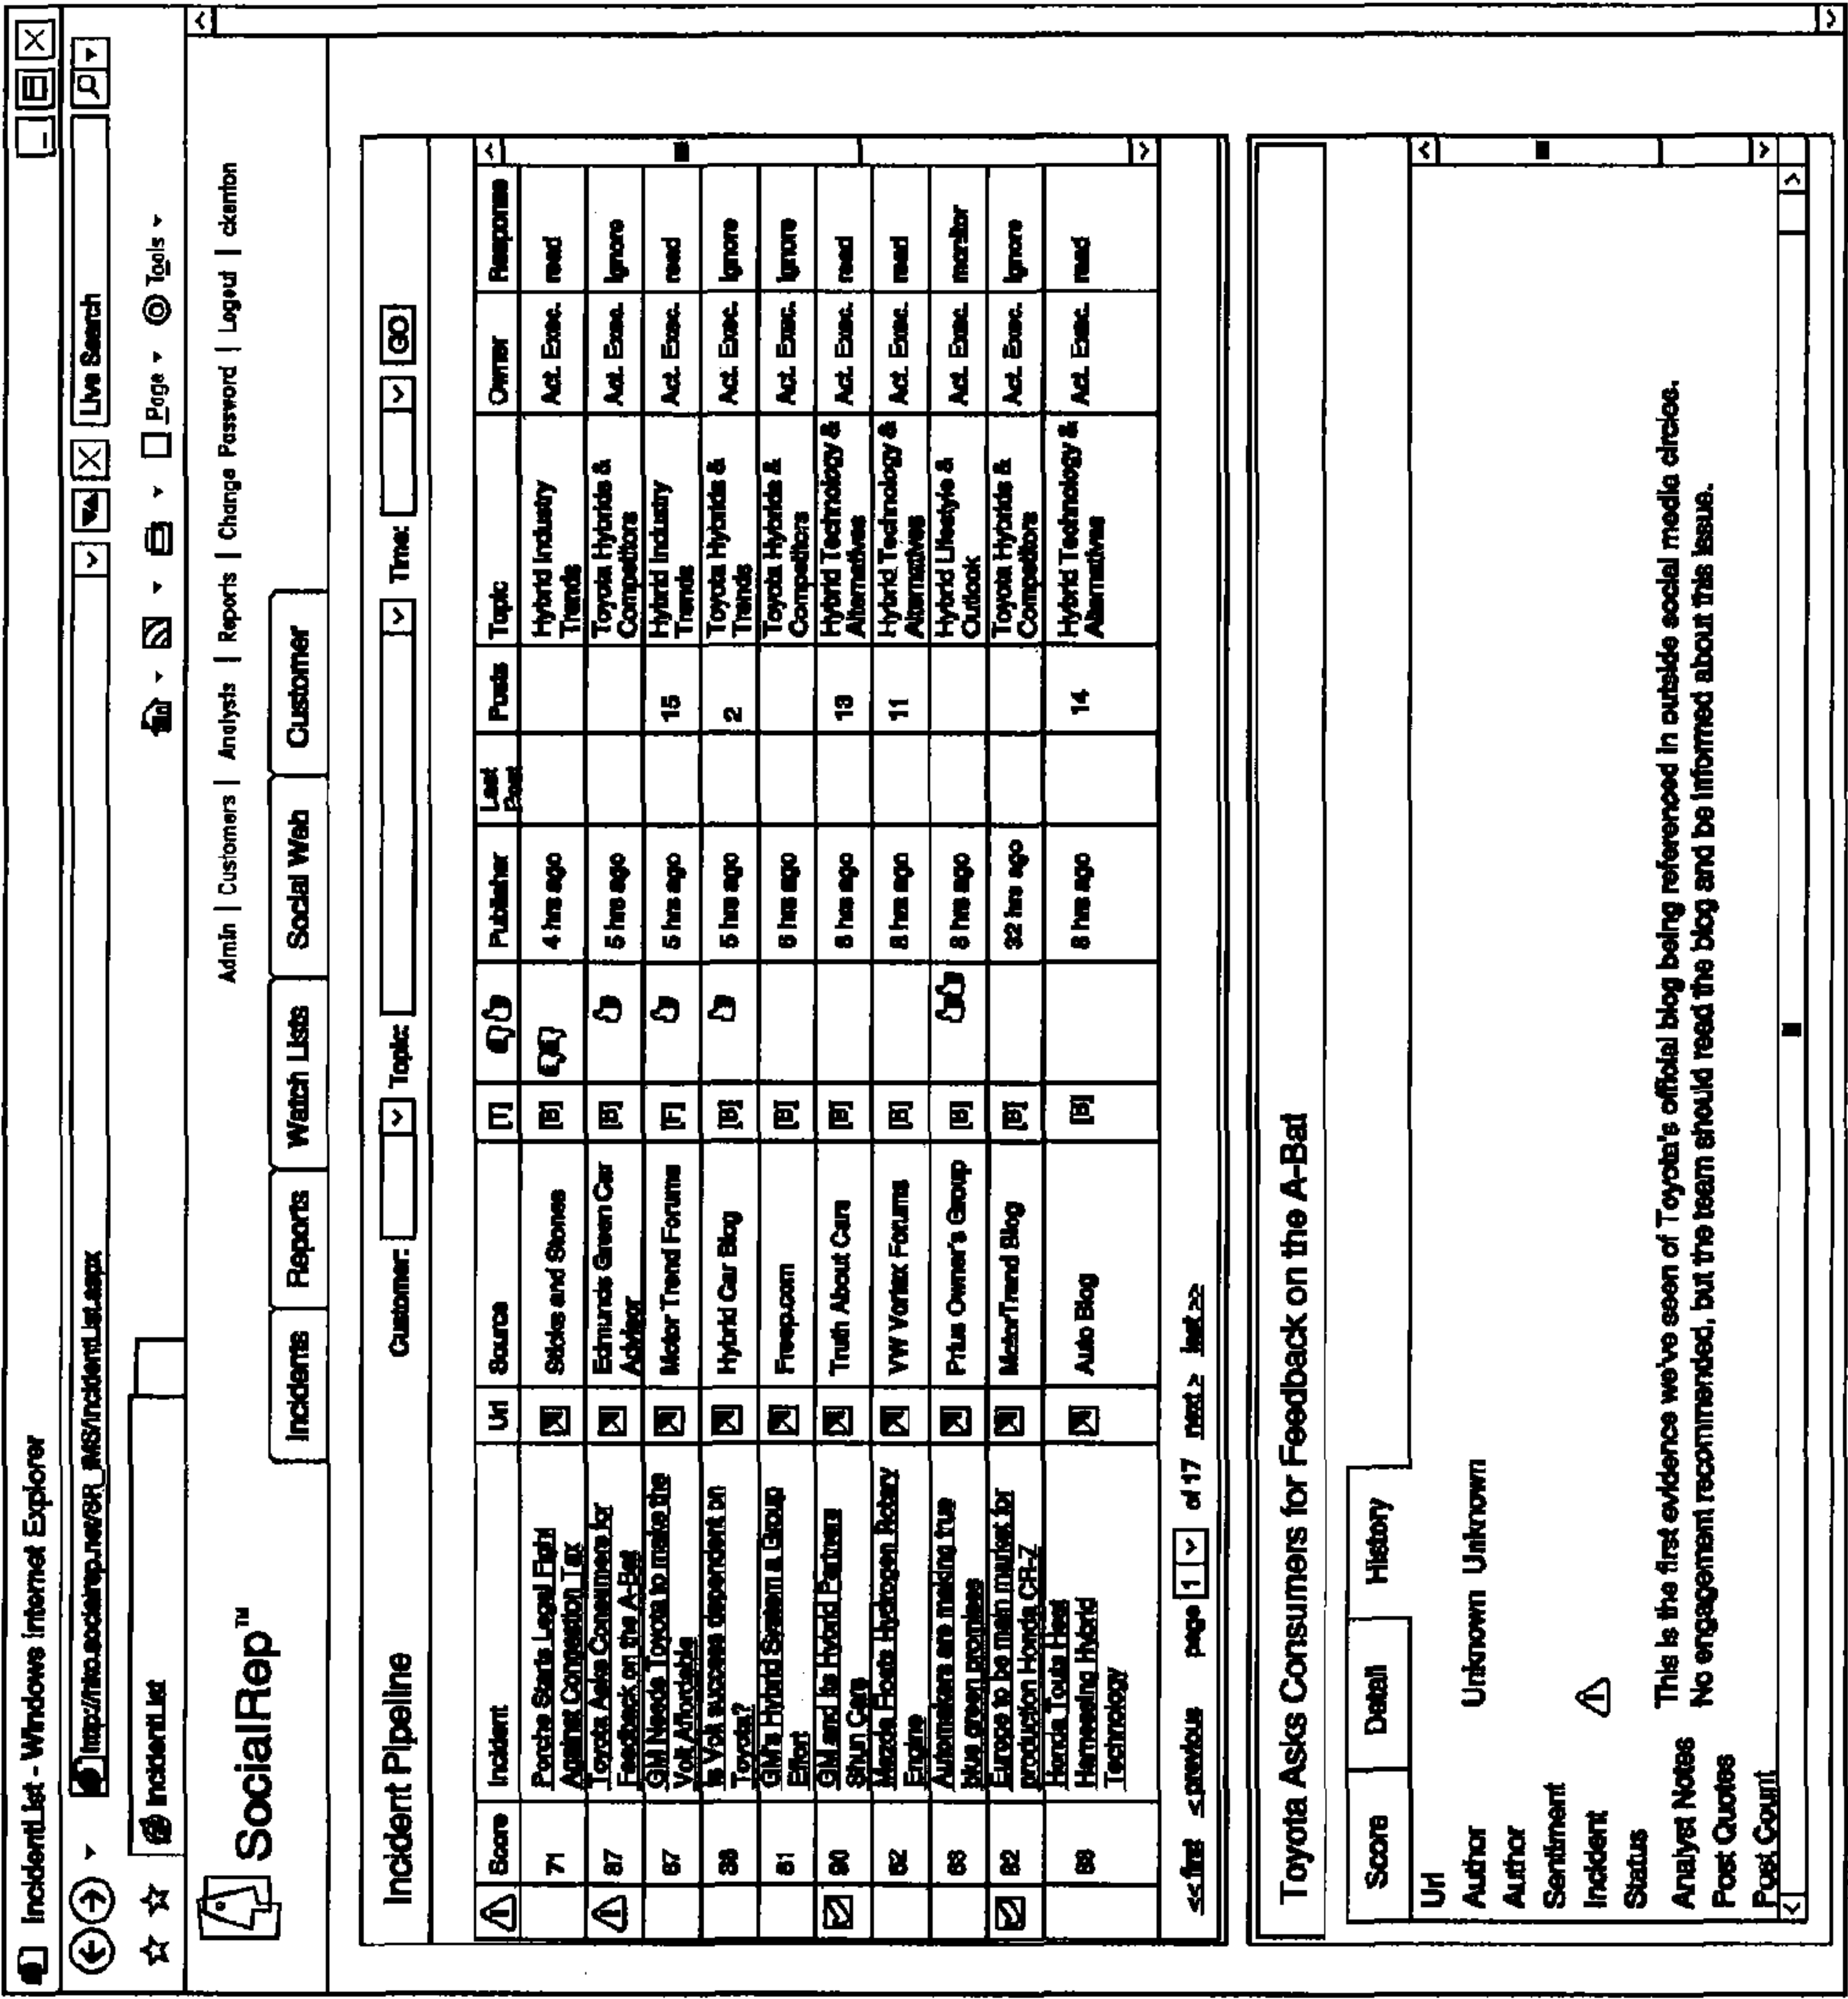 IncidentList - Windows Internet Explorer
http://hko.socialrep.net/SR_IMS/IncidentList.aspx
Live Search
IncidentList
Page
Tools
SocialRep™
Admin | Customers | Analysts | Reports | Change Password | Logout | ckenton
Incidents Reports Watch Lists Social Web Customer
Incident Pipeline
Customer: Topic: Time: GO
Score Incident Url Source [T] Publisher Last Post Posts Topic Owner Response
71 Porche Starts Legal Fight Against Congestion Tax Sticks and Stones [B] 4 hrs ago Hybrid Industry Trends Act. Exec. read
87 Toyota Asks Consumers for Feedback on the A-Bat Edmunds Green Car Advisor [B] 5 hrs ago Toyota Hybrids & Competitors Act. Exec. Ignore
67 GM Needs Toyota to make the Volt Affordable Motor Trend Forums [F] 5 hrs ago 15 Hybrid Industry Trends Act. Exec. read
Is Volt success dependent on Toyota? Hybrid Car Blog [B] 5 hrs ago 2 Toyota Hybrids & Trends Act. Exec. Ignore
GM's Hybrid System a Group Effort Freep.com [B] 6 hrs ago Toyota Hybrids & Competitors Act. Exec. Ignore
90 GM and its Hybrid Partners Shun Cars Truth About Cars [B] 8 hrs ago 13 Hybrid Technology & Alternatives Act. Exec. read
62 Mazda Floats Hydrogen Rotary Engine VW Vortex Forums [B] 8 hrs ago 11 Hybrid Technology & Alternatives Act. Exec. read
Automakers are making true blue green promises Prius Owner's Group [B] 8 hrs ago Hybrid Lifestyle & Outlook Act. Exec. monitor
82 Europe to be main market for production Honda CR-Z MotorTrend Blog [B] 32 hrs ago Toyota Hybrids & Competitors Act. Exec. Ignore
Honda Touts Heat Harnessing Hybrid Technology Auto Blog [B] 8 hrs ago 14 Hybrid Technology & Alternatives Act. Exec. read
<<first <previous page 1 of 17 next > last >>
Toyota Asks Consumers for Feedback on the A-Bat
Score Detail History
Url
Author Unknown Unknown
Author
Sentiment
Incident
Status
Analyst Notes This is the first evidence we've seen of Toyota's official blog being referenced in outside social media circles.
Post Quotes No engagement recommended, but the team should read the blog and be informed about this issue.
Post Count